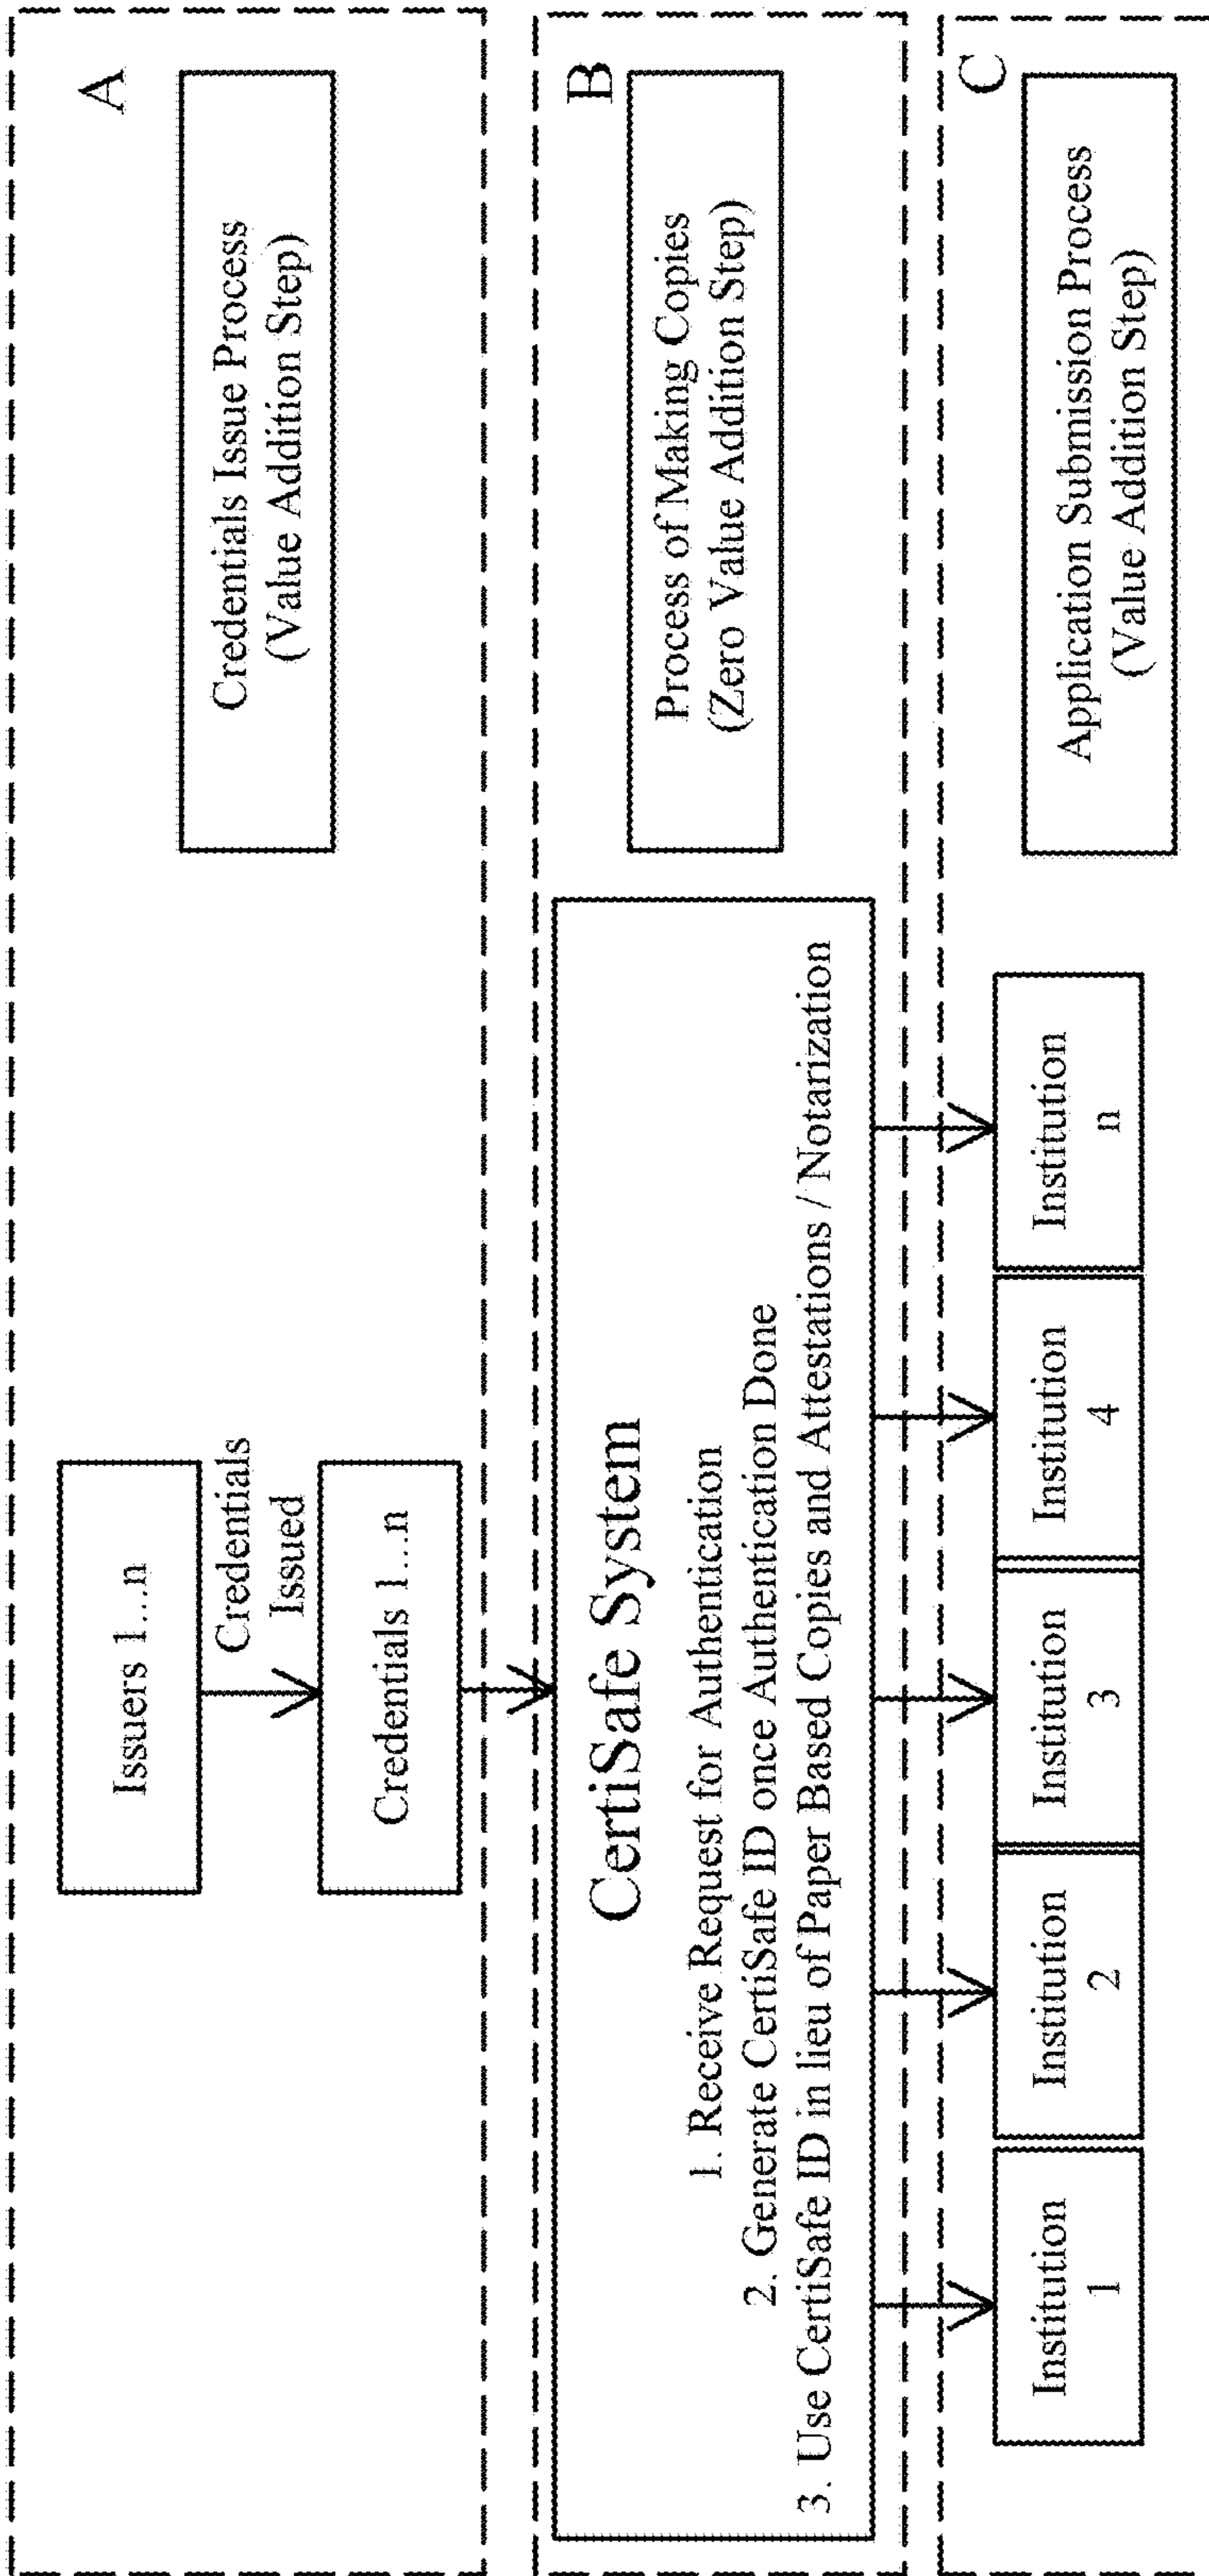 A
Issuers 1...n
Credentials
Issued
Credentials 1...n
Credentials Issue Process
(Value Addition Step)
B
CertiSafe System
1. Receive Request for Authentication
2. Generate CertiSafe ID once Authentication Done
3. Use CertiSafe ID in lieu of Paper Based Copies and Attestations / Notarization
Process of Making Copies
(Zero Value Addition Step)
C
Institution
1
Institution
2
Institution
3
Institution
4
Institution
n
Application Submission Process
(Value Addition Step)